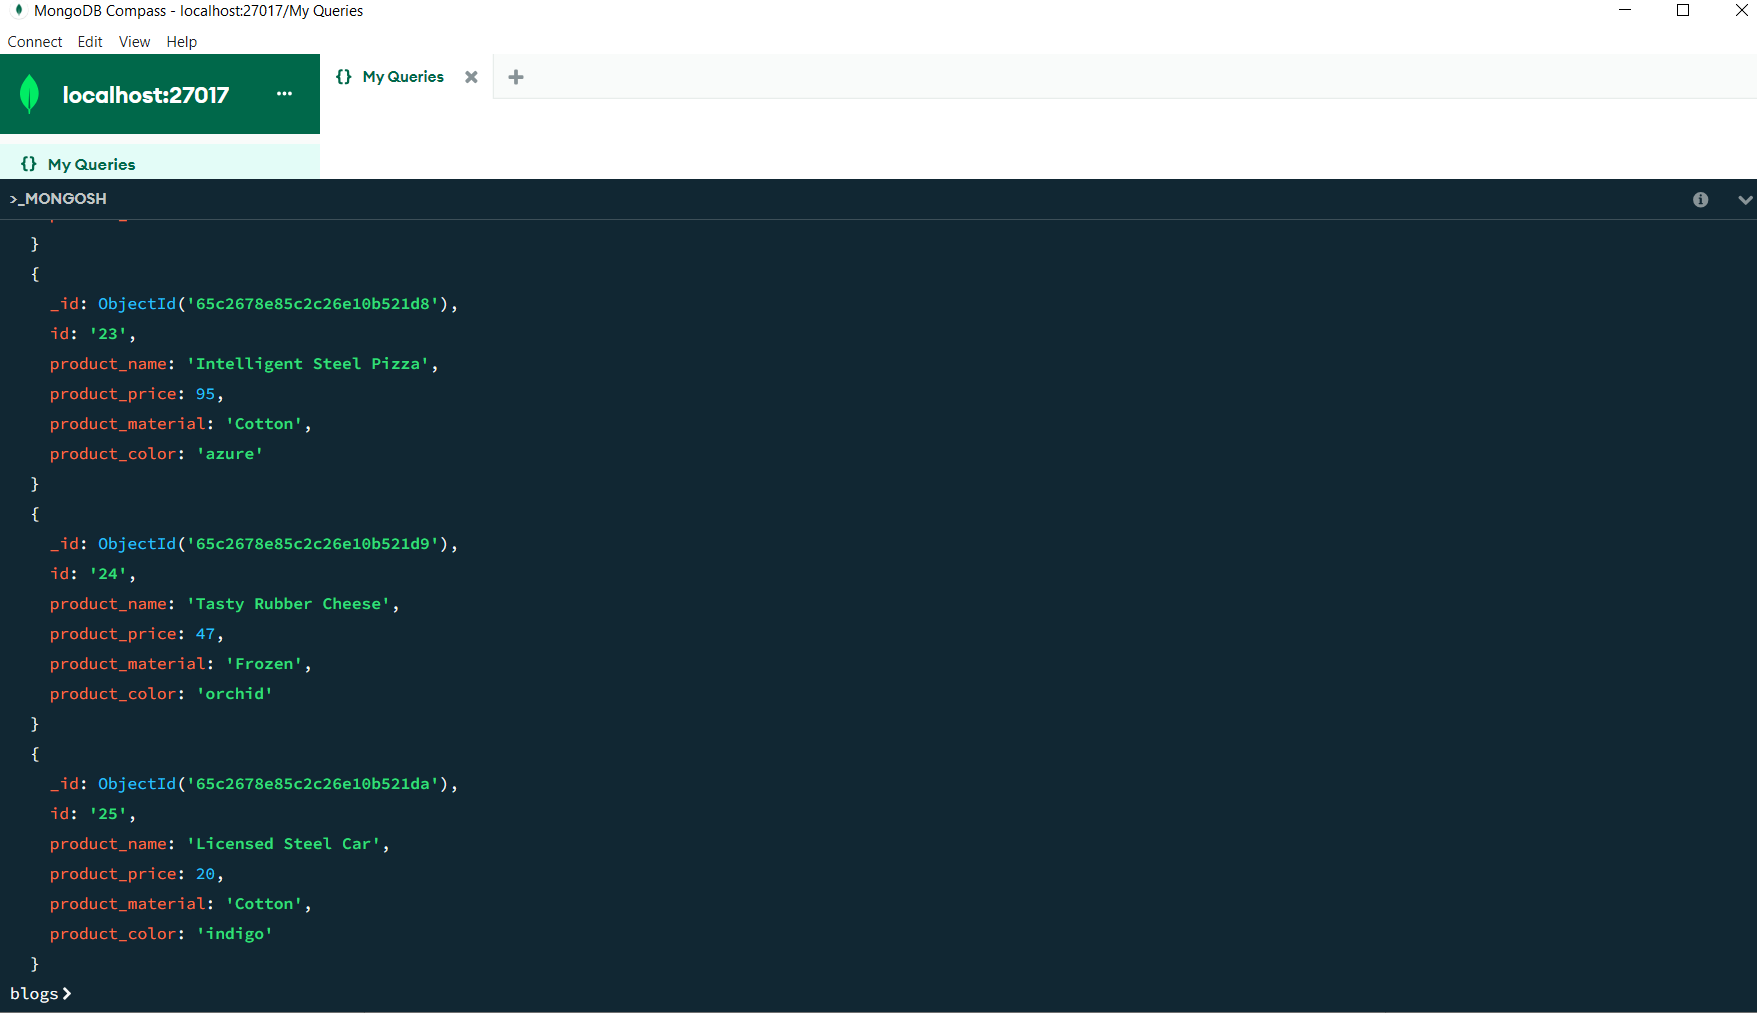 MongoDB Compass - localhost:27017/My Queries
Connect Edit View Help
localhost:27017 ...
{} My Queries
{} My Queries
>_MONGOSH
}
{
_id: ObjectId('65c2678e85c2c26e10b521d8'),
id: '23',
product_name: 'Intelligent Steel Pizza',
product_price: 95,
product_material: 'Cotton',
product_color: 'azure'
}
{
_id: ObjectId('65c2678e85c2c26e10b521d9'),
id: '24',
product_name: 'Tasty Rubber Cheese',
product_price: 47,
product_material: 'Frozen',
product_color: 'orchid'
}
{
_id: ObjectId('65c2678e85c2c26e10b521da'),
id: '25',
product_name: 'Licensed Steel Car',
product_price: 20,
product_material: 'Cotton',
product_color: 'indigo'
}
blogs>